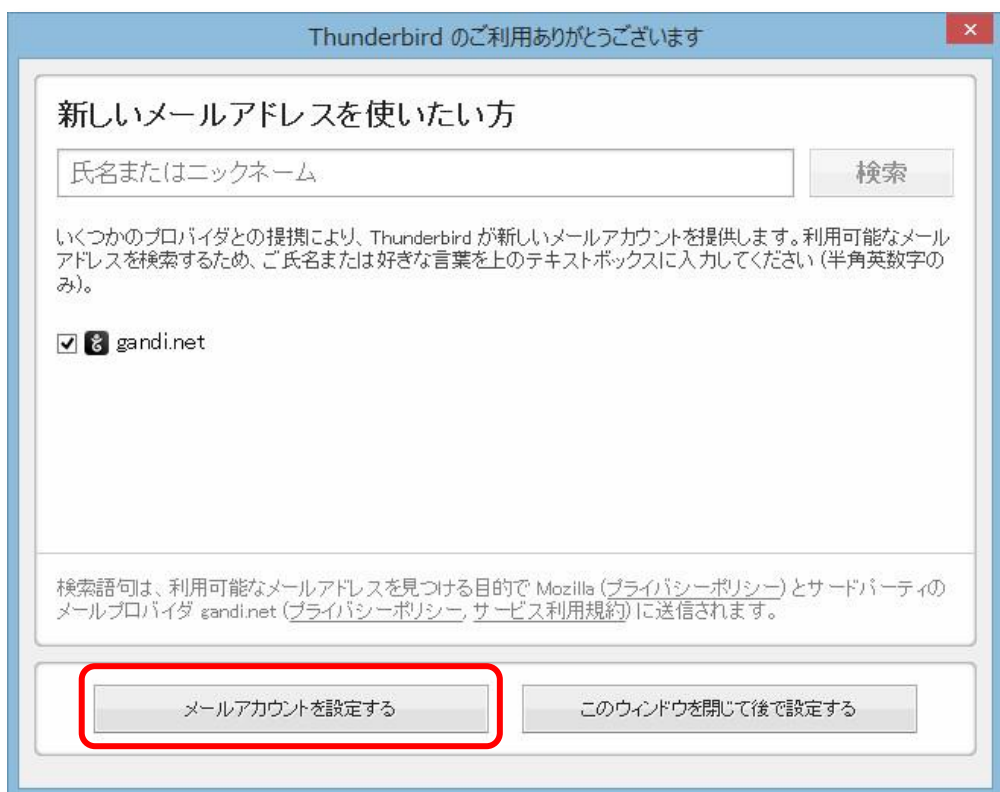 Thunderbird のご利用ありがとうございます
新しいメールアドレスを使いたい方
氏名またはニックネーム
検索
いくつかのプロバイダとの提携により、Thunderbird が新しいメールアカウントを提供します。利用可能なメール
アドレスを検索するため、ご氏名または好きな言葉を上のテキストボックスに入力してください (半角英数字の
み)。
gandi.net
検索語句は、利用可能なメールアドレスを見つける目的で Mozilla (プライバシーポリシー) とサードパーティの
メールプロバイダ gandi.net (プライバシーポリシー, サービス利用規約) に送信されます。
メールアカウントを設定する
このウィンドウを閉じて後で設定する